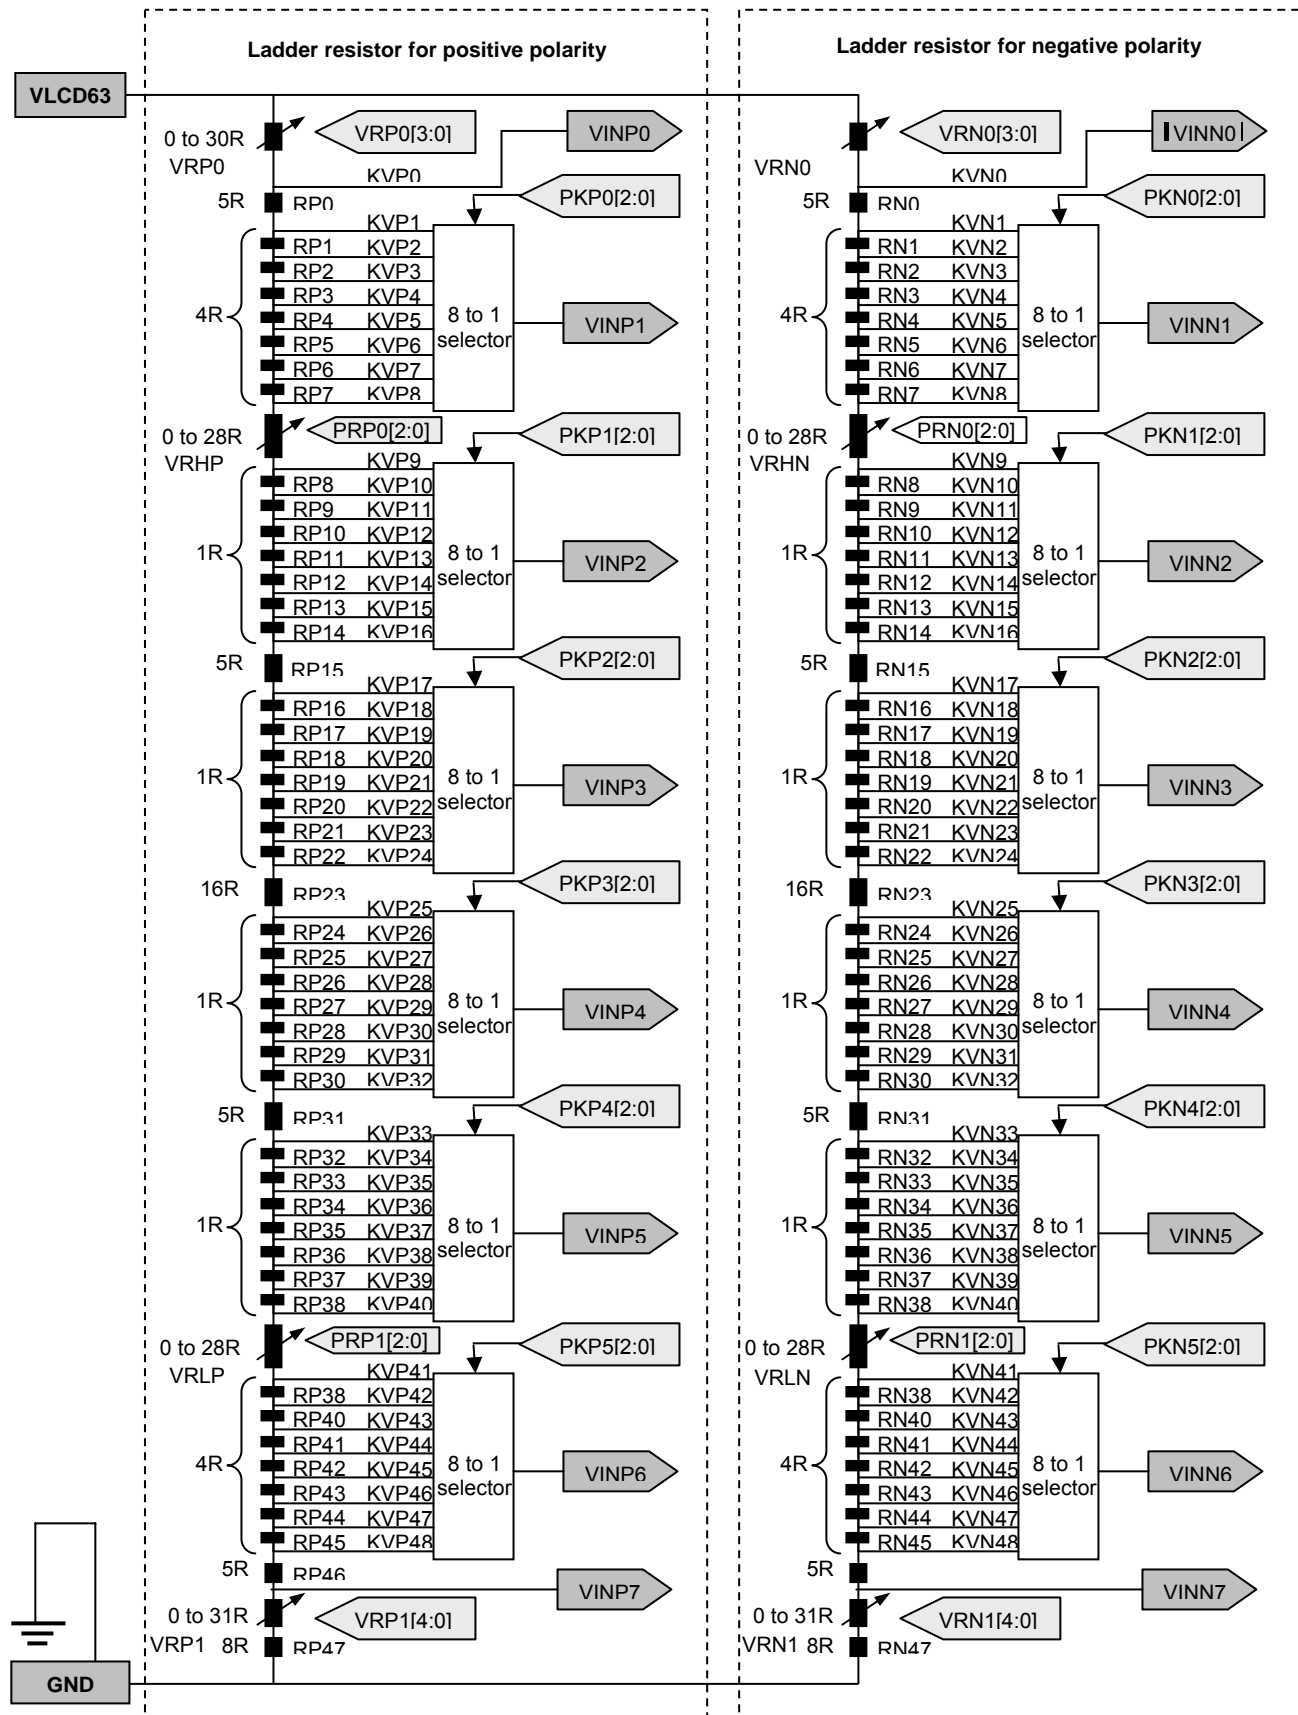 Ladder resistor for positive polarity
VLCD63
0 to 30R
VRP0
VRP0[3:0]
VINP0
KVP0
5R
RP0
PKP0[2:0]
KVP1
RP1 KVP2
RP2 KVP3
RP3 KVP4
4R
RP4 KVP5
RP5 KVP6
RP6 KVP7
RP7 KVP8
8 to 1
selector
VINP1
0 to 28R
VRHP
PRP0[2:0]
PKP1[2:0]
KVP9
RP8 KVP10
RP9 KVP11
RP10 KVP12
1R
RP11 KVP13
RP12 KVP14
RP13 KVP15
RP14 KVP16
8 to 1
selector
VINP2
5R
RP15
PKP2[2:0]
KVP17
RP16 KVP18
RP17 KVP19
RP18 KVP20
1R
RP19 KVP21
RP20 KVP22
RP21 KVP23
RP22 KVP24
8 to 1
selector
VINP3
16R
RP23
PKP3[2:0]
KVP25
RP24 KVP26
RP25 KVP27
RP26 KVP28
1R
RP27 KVP29
RP28 KVP30
RP29 KVP31
RP30 KVP32
8 to 1
selector
VINP4
5R
RP31
PKP4[2:0]
KVP33
RP32 KVP34
RP33 KVP35
RP34 KVP36
1R
RP35 KVP37
RP36 KVP38
RP37 KVP39
RP38 KVP40
8 to 1
selector
VINP5
0 to 28R
VRLP
PRP1[2:0]
PKP5[2:0]
KVP41
RP38 KVP42
RP40 KVP43
RP41 KVP44
4R
RP42 KVP45
RP43 KVP46
RP44 KVP47
RP45 KVP48
8 to 1
selector
VINP6
5R
RP46
VINP7
0 to 31R
VRP1
VRP1[4:0]
8R
RP47
GND
Ladder resistor for negative polarity
VRN0
VRN0[3:0]
VINN0
KVN0
5R
RN0
PKN0[2:0]
KVN1
RN1 KVN2
RN2 KVN3
RN3 KVN4
4R
RN4 KVN5
RN5 KVN6
RN6 KVN7
RN7 KVN8
8 to 1
selector
VINN1
0 to 28R
VRHN
PRN0[2:0]
PKN1[2:0]
KVN9
RN8 KVN10
RN9 KVN11
RN10 KVN12
1R
RN11 KVN13
RN12 KVN14
RN13 KVN15
RN14 KVN16
8 to 1
selector
VINN2
5R
RN15
PKN2[2:0]
KVN17
RN16 KVN18
RN17 KVN19
RN18 KVN20
1R
RN19 KVN21
RN20 KVN22
RN21 KVN23
RN22 KVN24
8 to 1
selector
VINN3
16R
RN23
PKN3[2:0]
KVN25
RN24 KVN26
RN25 KVN27
RN26 KVN28
1R
RN27 KVN29
RN28 KVN30
RN29 KVN31
RN30 KVN32
8 to 1
selector
VINN4
5R
RN31
PKN4[2:0]
KVN33
RN32 KVN34
RN33 KVN35
RN34 KVN36
1R
RN35 KVN37
RN36 KVN38
RN37 KVN39
RN38 KVN40
8 to 1
selector
VINN5
0 to 28R
VRLN
PRN1[2:0]
PKN5[2:0]
KVN41
RN38 KVN42
RN40 KVN43
RN41 KVN44
4R
RN42 KVN45
RN43 KVN46
RN44 KVN47
RN45 KVN48
8 to 1
selector
VINN6
5R
VINN7
0 to 31R
VRN1
VRN1[4:0]
8R
RN47